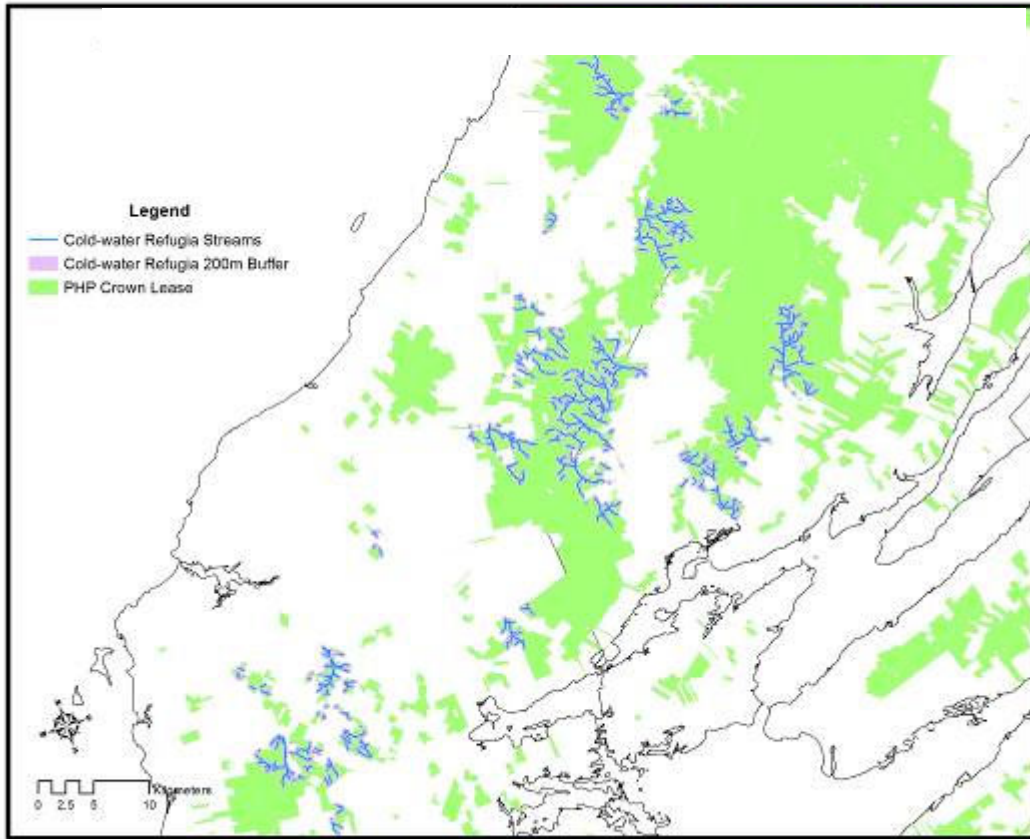 Legend
Cold-water Refugia Streams
Cold-water Refugia 200m Buffer
PHP Crown Lease
Kilometers
0 2.5 5 10